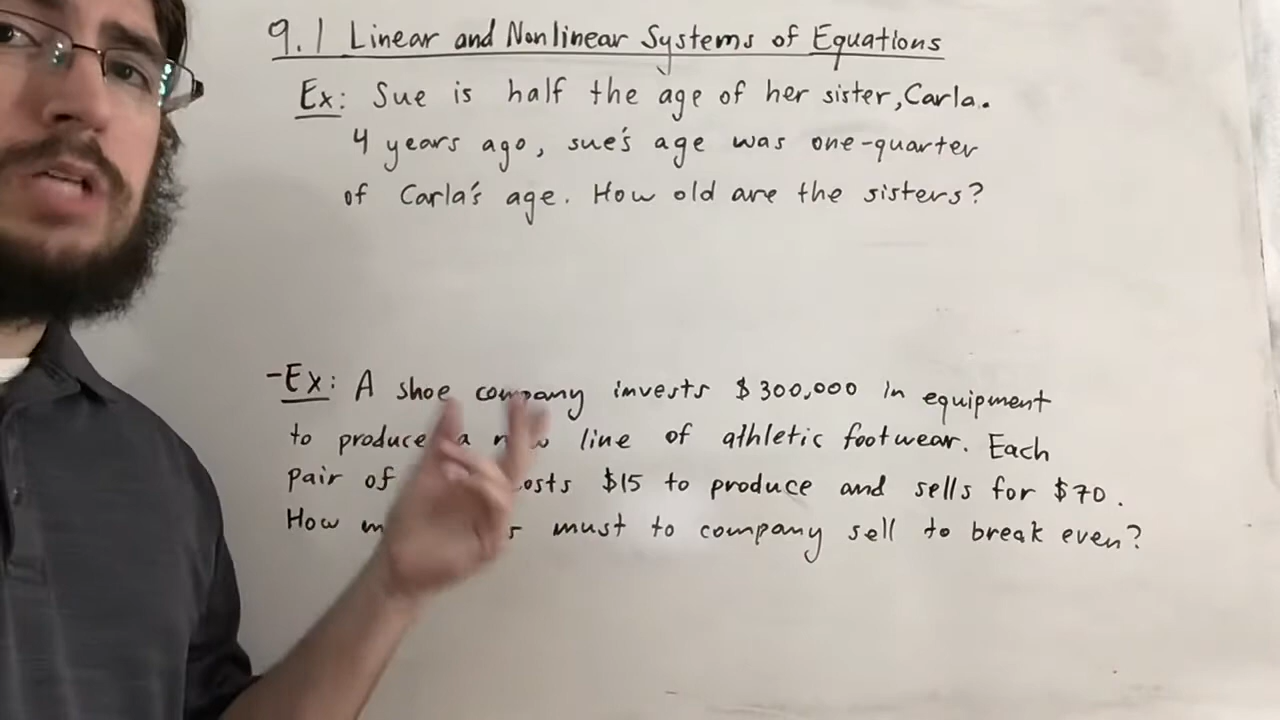 9.1 Linear and Nonlinear Systems of Equations
Ex: Sue is half the age of her sister, Carla.
4 years ago, sue's age was one-quarter
of Carla's age. How old are the sisters?
-Ex: A shoe company invests $300,000 in equipment
to produce a new line of athletic footwear. Each
pair of costs $15 to produce and sells for $70.
How must to company sell to break even?